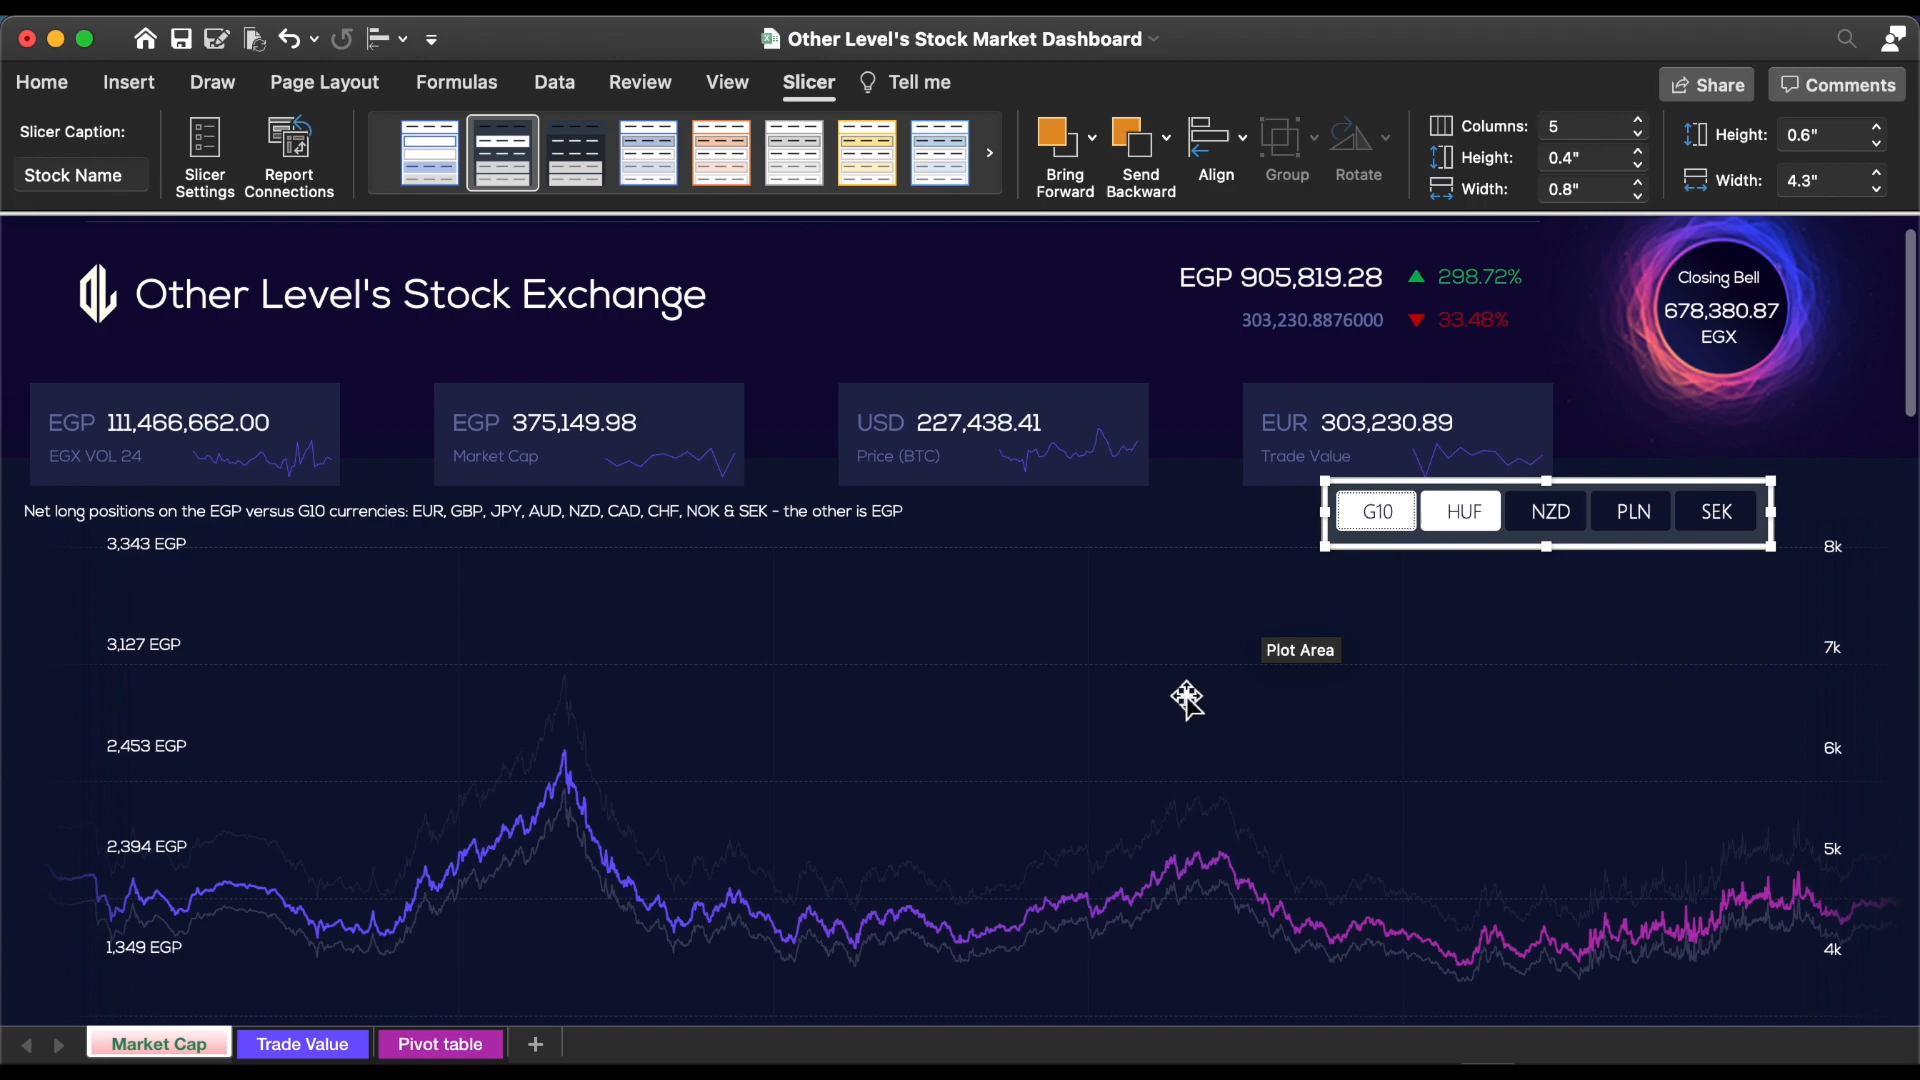 Other Level's Stock Market Dashboard
Home Insert Draw Page Layout Formulas Data Review View Slicer Tell me Share Comments
Slicer Caption:
Stock Name
Slicer Settings
Report Connections
Bring Forward
Send Backward
Align
Group
Rotate
Columns: 5
Height: 0.4"
Width: 0.8"
Height: 0.6"
Width: 4.3"
Other Level's Stock Exchange
EGP 905,819.28 ▲ 298.72%
303,230.8876000 ▼ 33.48%
Closing Bell
678,380.87
EGX
EGP 111,466,662.00
EGX VOL 24
EGP 375,149.98
Market Cap
USD 227,438.41
Price (BTC)
EUR 303,230.89
Trade Value
Net long positions on the EGP versus G10 currencies: EUR, GBP, JPY, AUD, NZD, CAD, CHF, NOK & SEK - the other is EGP
G10 HUF NZD PLN SEK
3,343 EGP 8k
3,127 EGP 7k
Plot Area
2,453 EGP 6k
2,394 EGP 5k
1,349 EGP 4k
Market Cap Trade Value Pivot table +